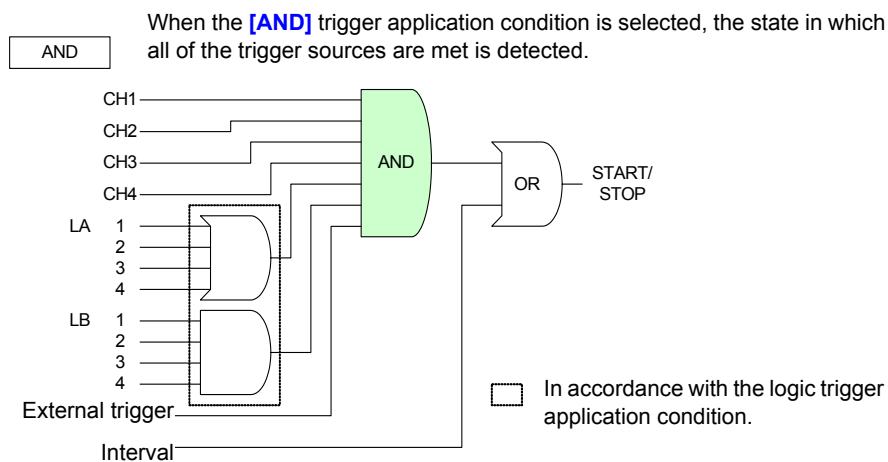 When the [AND] trigger application condition is selected, the state in which
all of the trigger sources are met is detected.
AND
CH1
CH2
CH3
CH4
AND
OR
START/
STOP
LA 1
2
3
4
LB 1
2
3
4
External trigger
Interval
In accordance with the logic trigger
application condition.